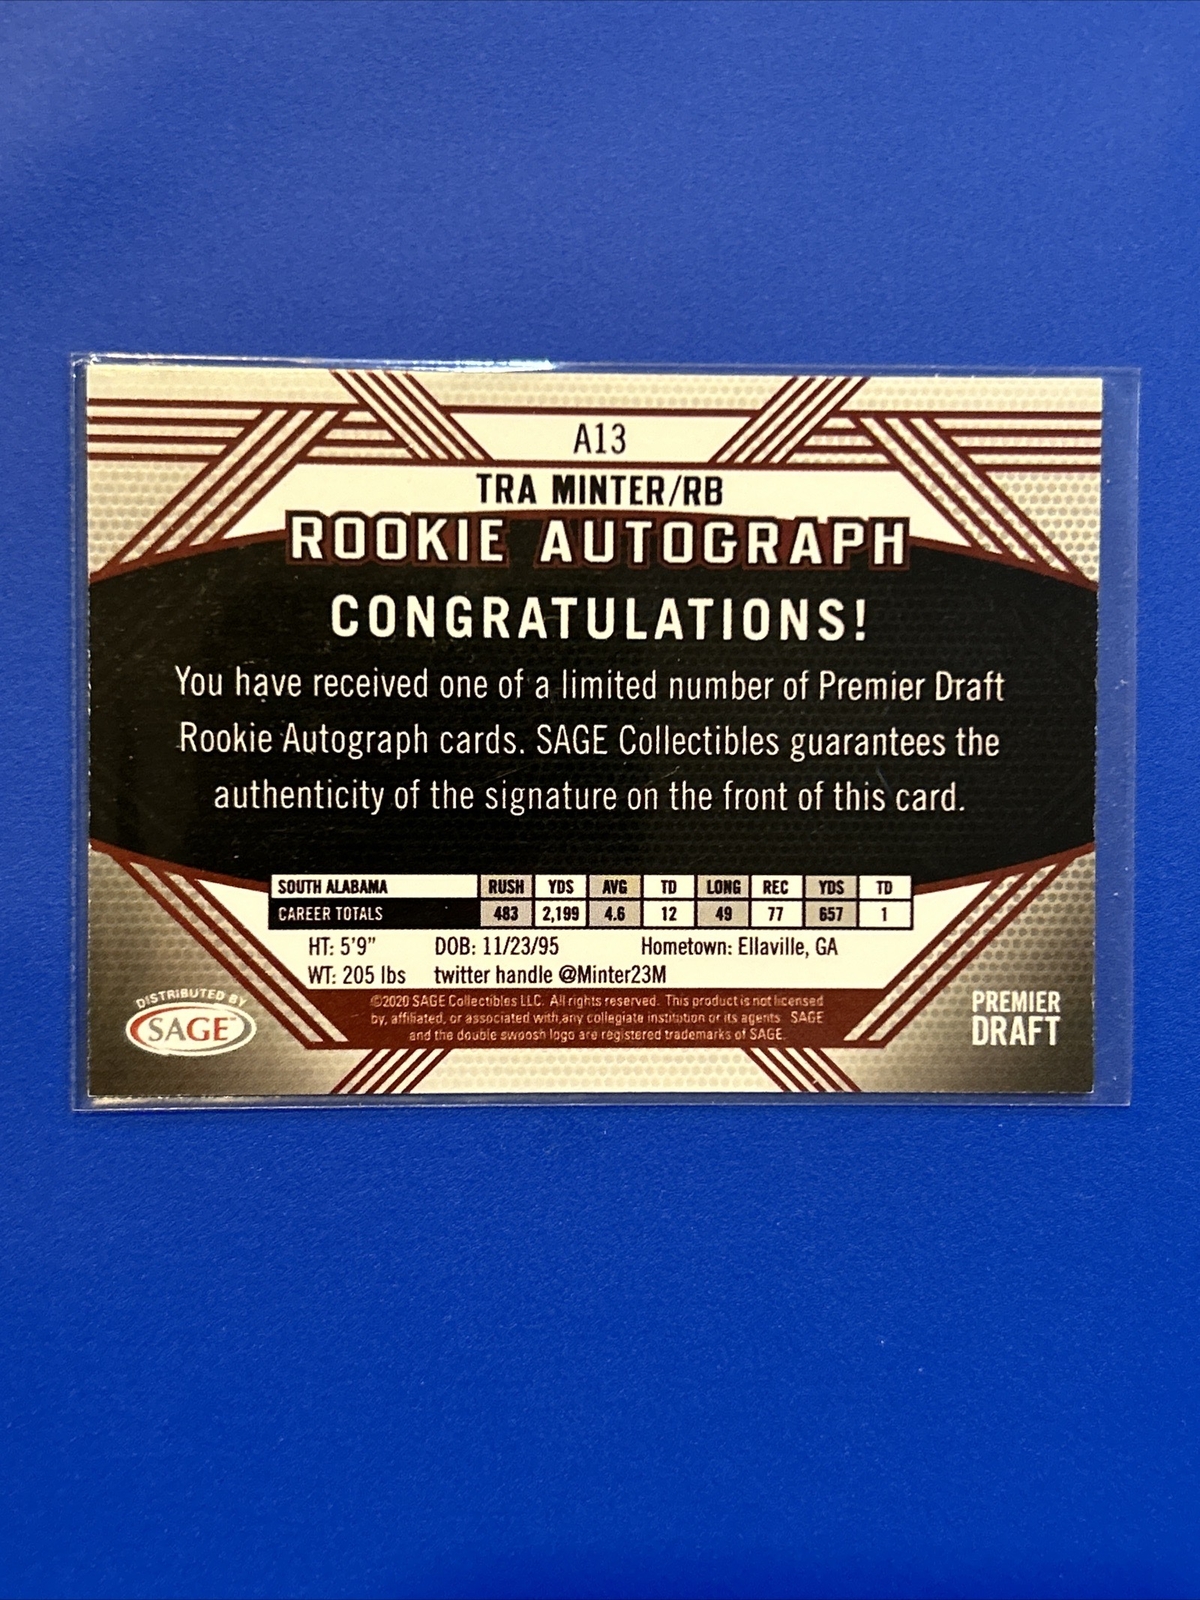 A13
TRA MINTER/RB
ROOKIE AUTOGRAPH
CONGRATULATIONS!
You have received one of a limited number of Premier Draft
Rookie Autograph cards. SAGE Collectibles guarantees the
authenticity of the signature on the front of this card.
SOUTH ALABAMA RUSH YDS AVG TD LONG REC YDS TD
CAREER TOTALS 483 2,199 4.6 12 49 77 657 1
HT: 5'9" DOB: 11/23/95 Hometown: Ellaville, GA
WT: 205 lbs twitter handle @Minter23M
DISTRIBUTED BY
SAGE™
©2020 SAGE Collectibles LLC. All rights reserved. This product is not licensed
by, affiliated, or associated with any collegiate institution or its agents. SAGE
and the double swoosh logo are registered trademarks of SAGE.
PREMIER
DRAFT